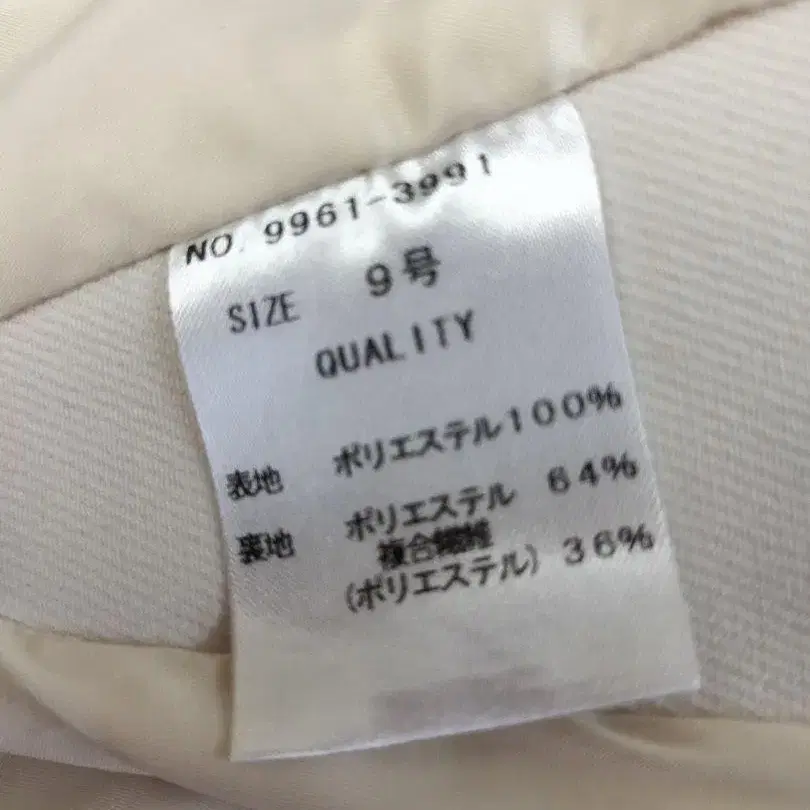 NO. 9961-3991
SIZE 9号
QUALITY
表地 ポリエステル100%
裏地 ポリエステル 64%
複合繊維
(ポリエステル) 36%